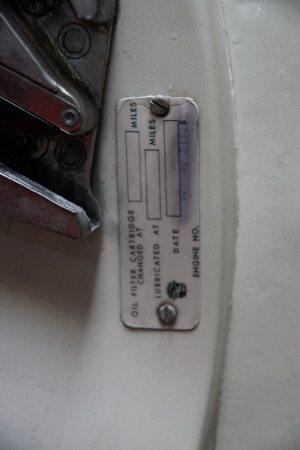 OIL FILTER CARTRIDGE
CHANGED AT MILES
LUBRICATED AT MILES
DATE
ENGINE NO.